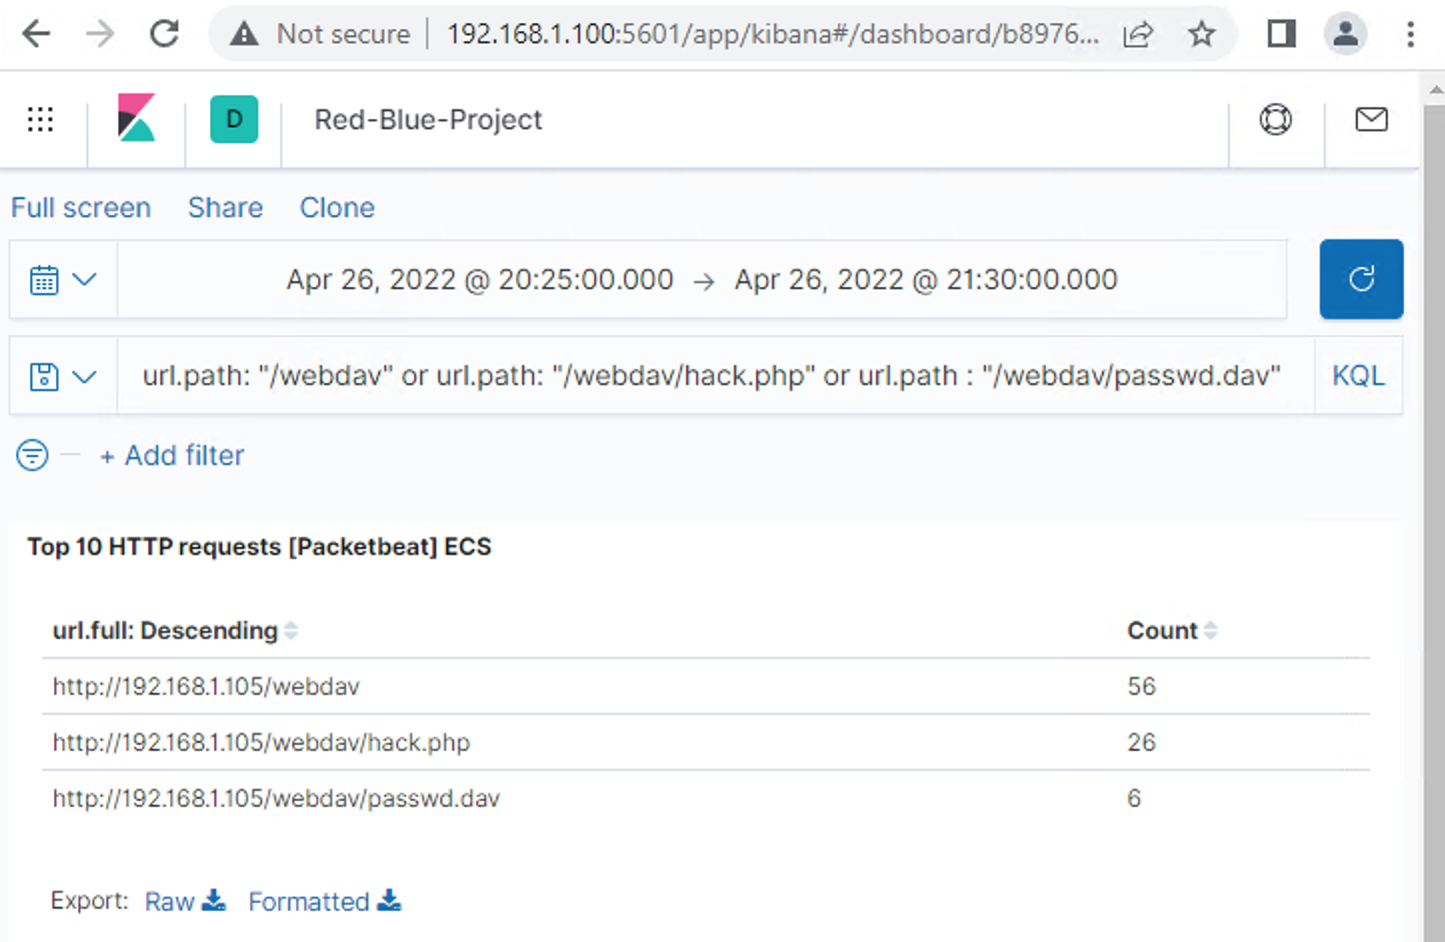 Not secure | 192.168.1.100:5601/app/kibana#/dashboard/b8976...
D Red-Blue-Project
Full screen Share Clone
Apr 26, 2022 @ 20:25:00.000 → Apr 26, 2022 @ 21:30:00.000
url.path: "/webdav" or url.path: "/webdav/hack.php" or url.path : "/webdav/passwd.dav" KQL
+ Add filter
Top 10 HTTP requests [Packetbeat] ECS
url.full: Descending Count
http://192.168.1.105/webdav 56
http://192.168.1.105/webdav/hack.php 26
http://192.168.1.105/webdav/passwd.dav 6
Export: Raw Formatted